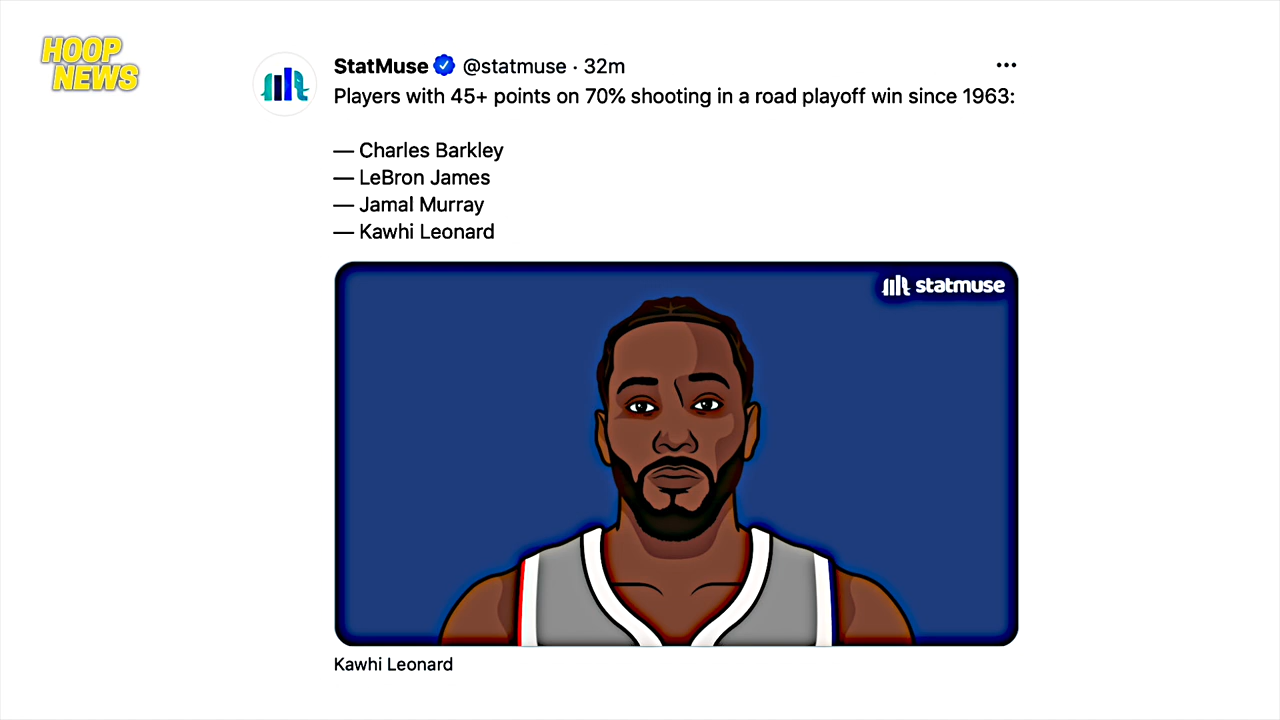 HOOP
NEWS
StatMuse @statmuse · 32m
Players with 45+ points on 70% shooting in a road playoff win since 1963:
— Charles Barkley
— LeBron James
— Jamal Murray
— Kawhi Leonard
statmuse
Kawhi Leonard